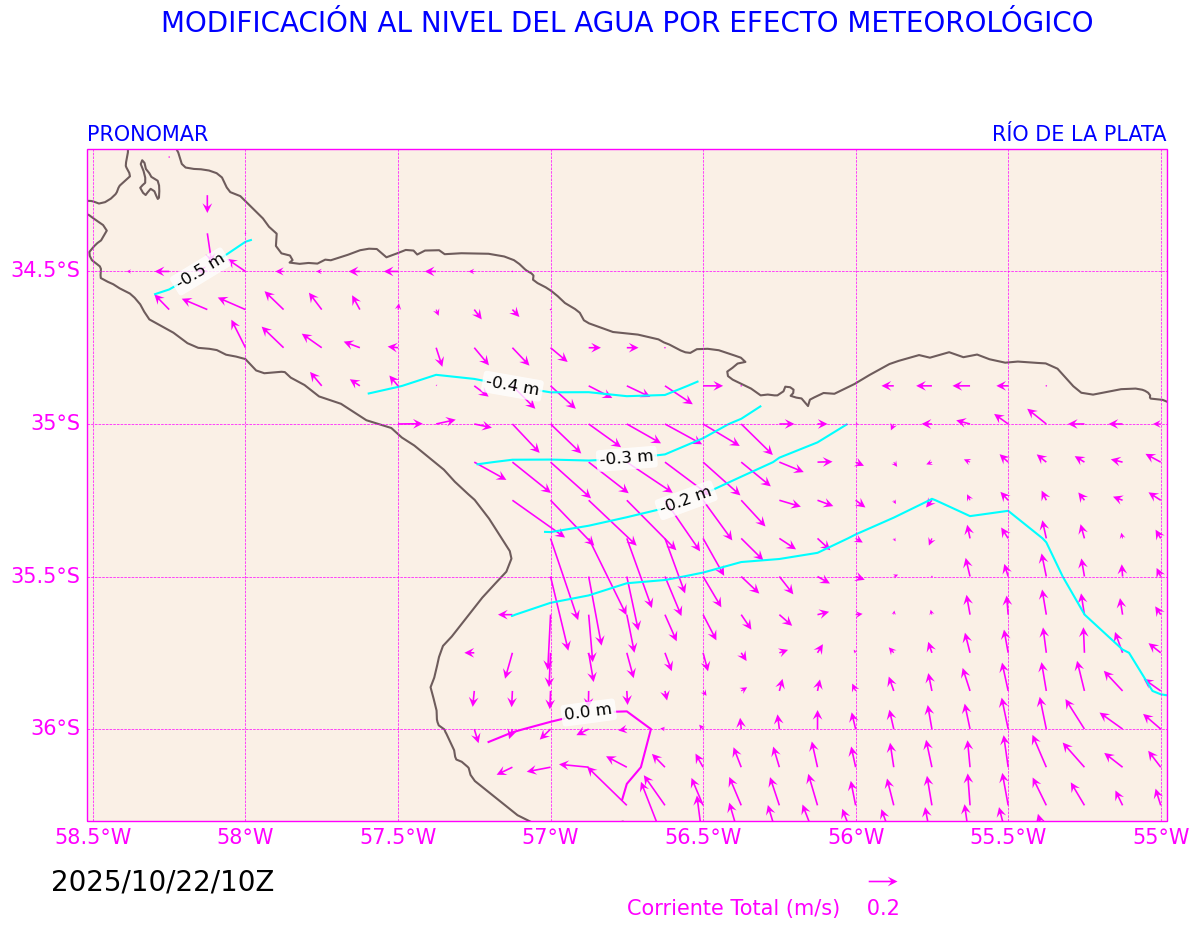 MODIFICACIÓN AL NIVEL DEL AGUA POR EFECTO METEOROLÓGICO
PRONOMAR
RÍO DE LA PLATA
34.5°S
35°S
35.5°S
36°S
-0.5 m
-0.4 m
-0.3 m
-0.2 m
0.0 m
58.5°W
58°W
57.5°W
57°W
56.5°W
56°W
55.5°W
55°W
2025/10/22/10Z
Corriente Total (m/s)
0.2